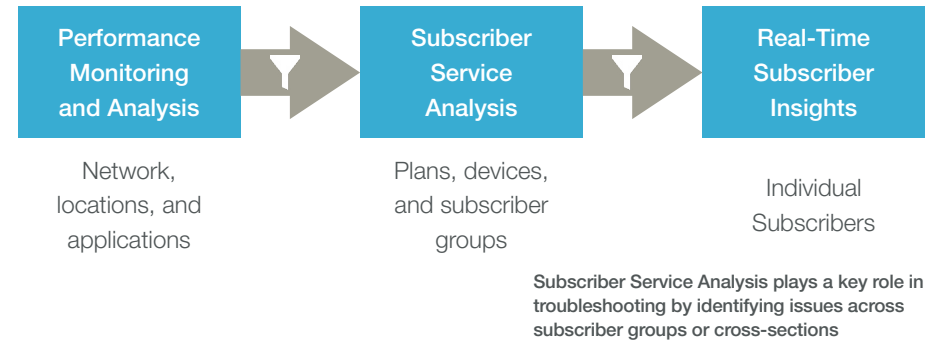 Performance
Monitoring
and Analysis
Subscriber
Service
Analysis
Real-Time
Subscriber
Insights
Network,
locations, and
applications
Plans, devices,
and subscriber
groups
Individual
Subscribers
Subscriber Service Analysis plays a key role in
troubleshooting by identifying issues across
subscriber groups or cross-sections